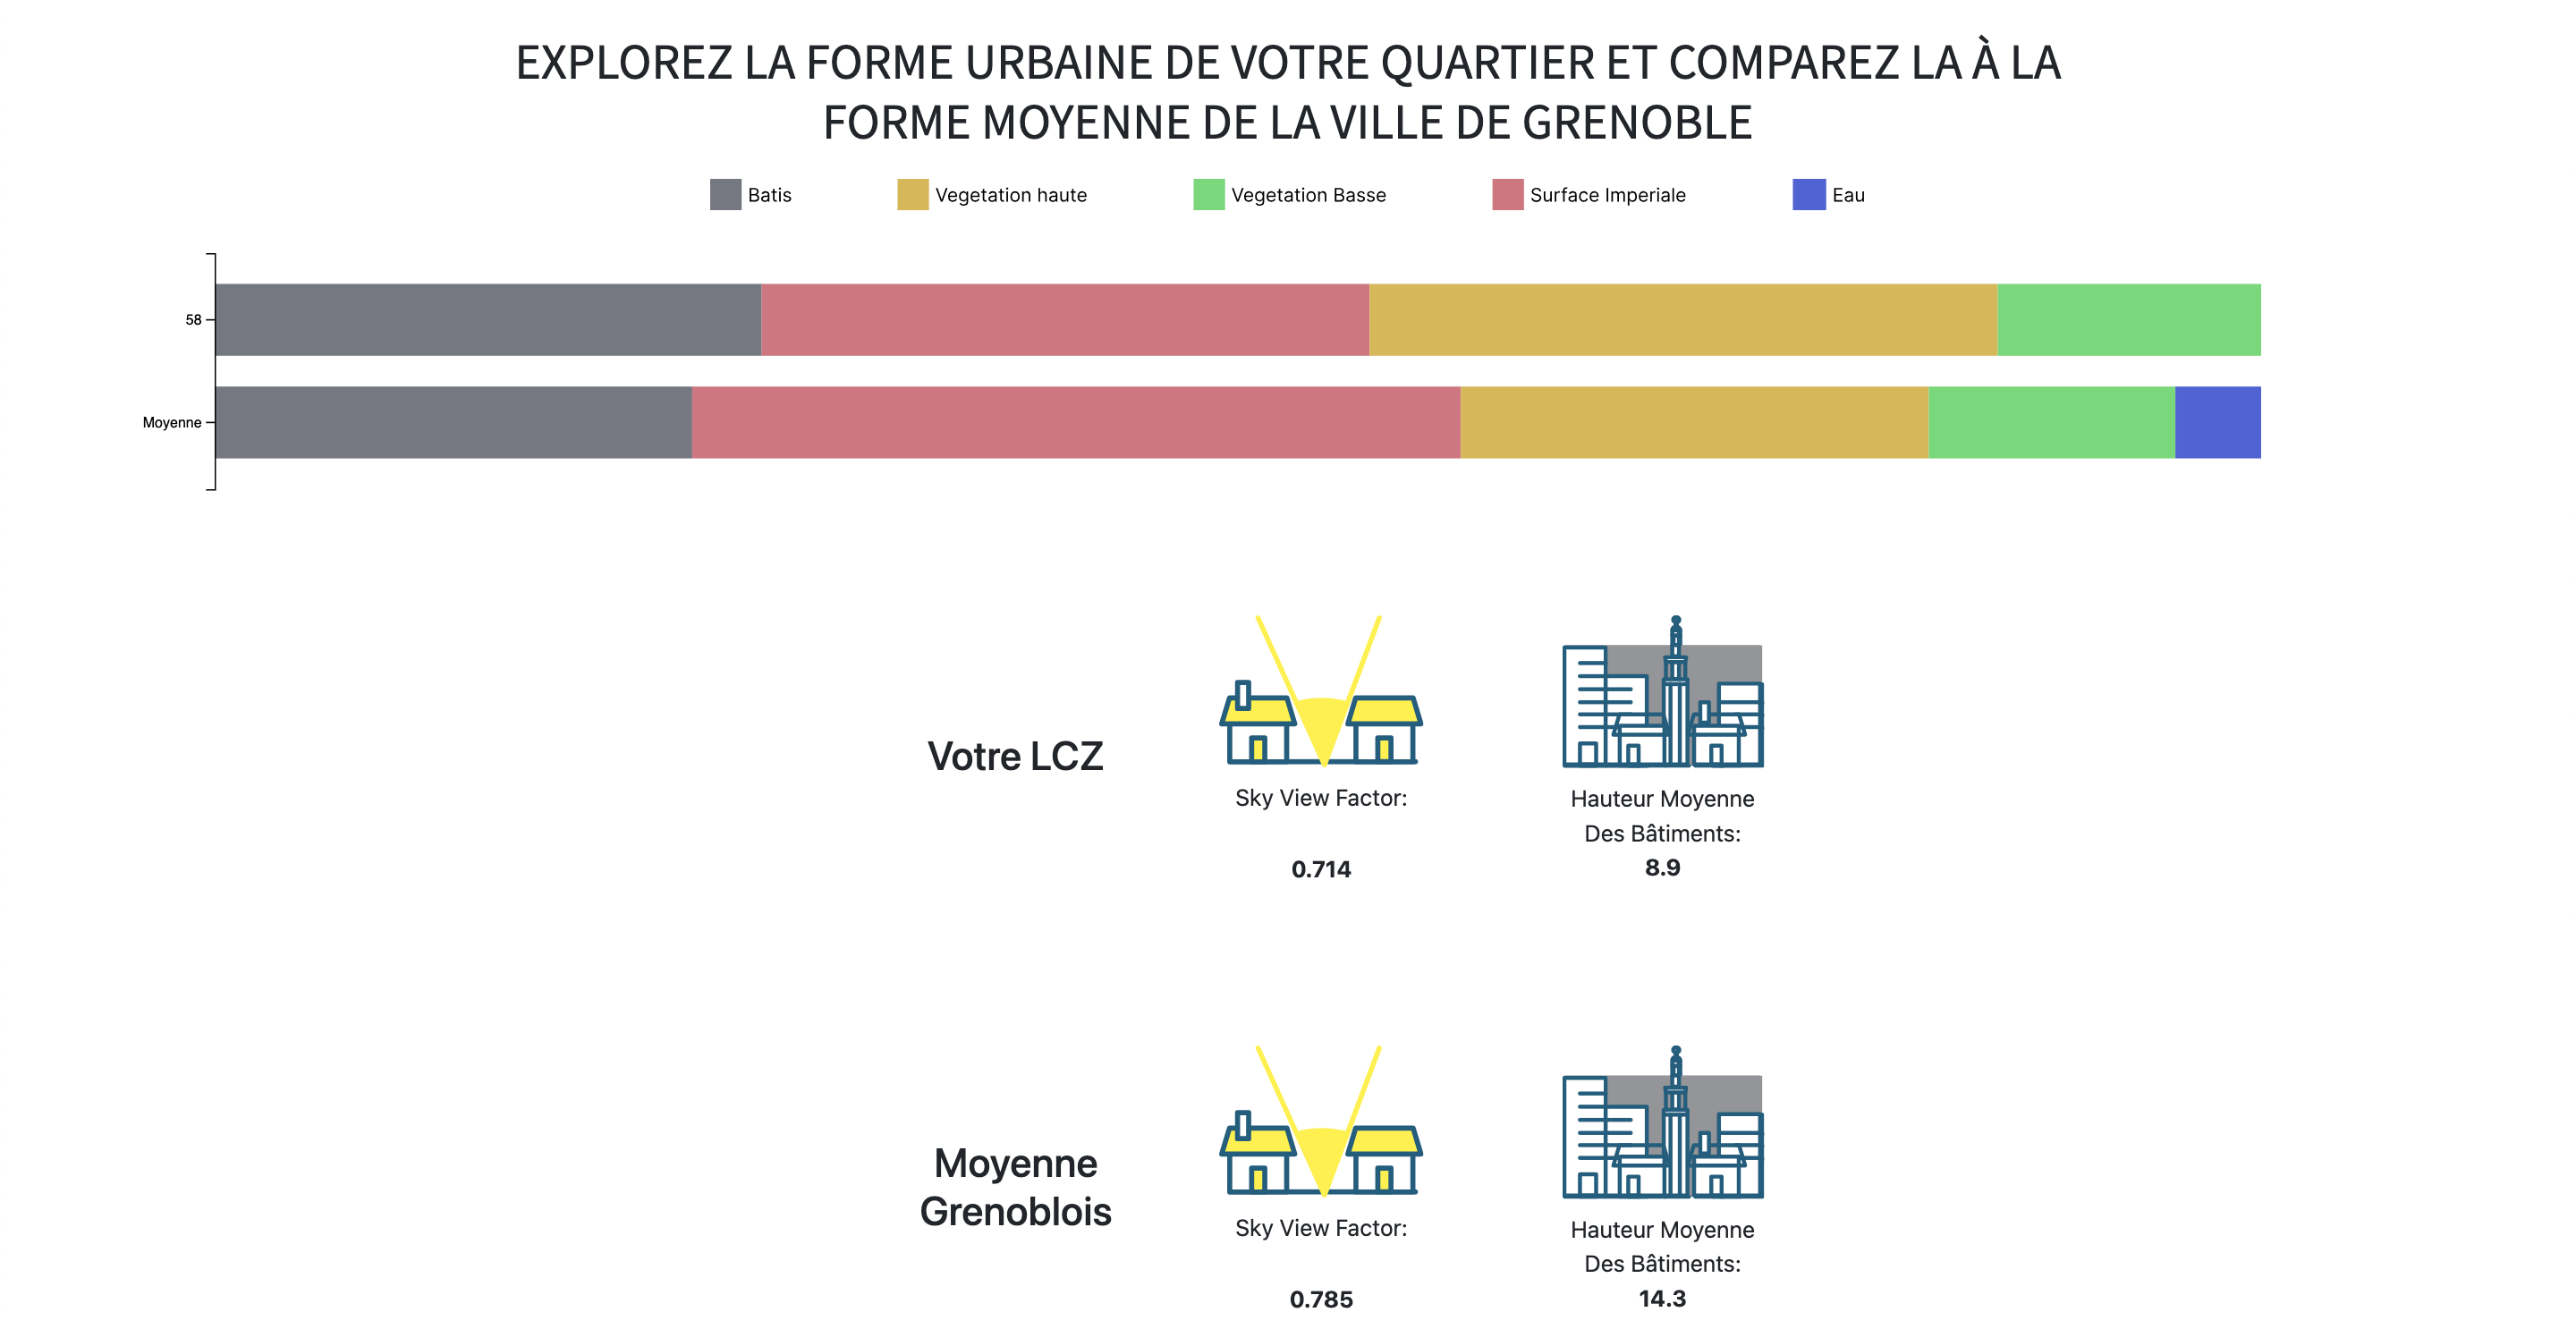 EXPLOREZ LA FORME URBAINE DE VOTRE QUARTIER ET COMPAREZ LA À LA
FORME MOYENNE DE LA VILLE DE GRENOBLE
Batis
Vegetation haute
Vegetation Basse
Surface Imperiale
Eau
58
Moyenne
Votre LCZ
Sky View Factor:
0.714
Hauteur Moyenne
Des Bâtiments:
8.9
Moyenne
Grenoblois
Sky View Factor:
0.785
Hauteur Moyenne
Des Bâtiments:
14.3